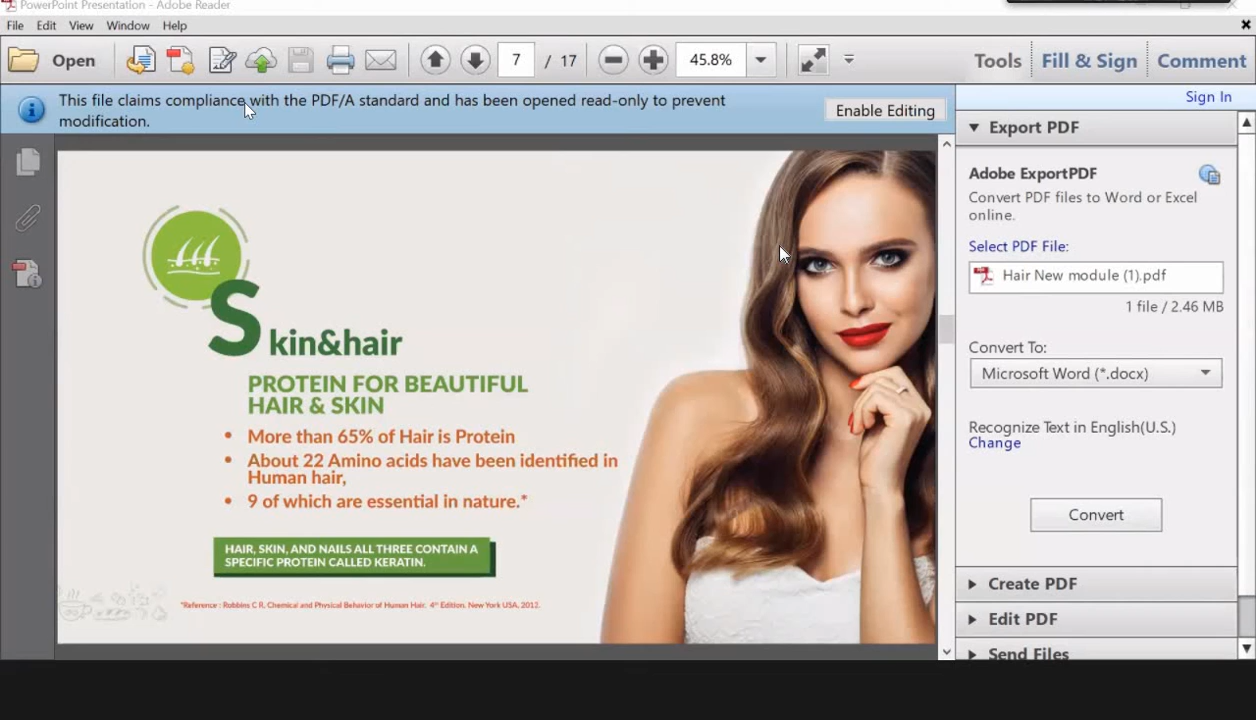 PowerPoint Presentation - Adobe Reader
File Edit View Window Help
Open 7 / 17 45.8% Tools Fill & Sign Comment
This file claims compliance with the PDF/A standard and has been opened read-only to prevent
modification.
Enable Editing
Sign In
Export PDF
Adobe ExportPDF
Convert PDF files to Word or Excel
online.
Select PDF File:
Hair New module (1).pdf
1 file / 2.46 MB
Convert To:
Microsoft Word (*.docx)
Recognize Text in English(U.S.)
Change
Convert
Create PDF
Edit PDF
Send Files
Skin&hair
PROTEIN FOR BEAUTIFUL
HAIR & SKIN
• More than 65% of Hair is Protein
• About 22 Amino acids have been identified in
Human hair,
• 9 of which are essential in nature.*
HAIR, SKIN, AND NAILS ALL THREE CONTAIN A
SPECIFIC PROTEIN CALLED KERATIN.
*Reference : Robbins C R, Chemical and Physical Behavior of Human Hair. 4th Edition. New York USA, 2012.